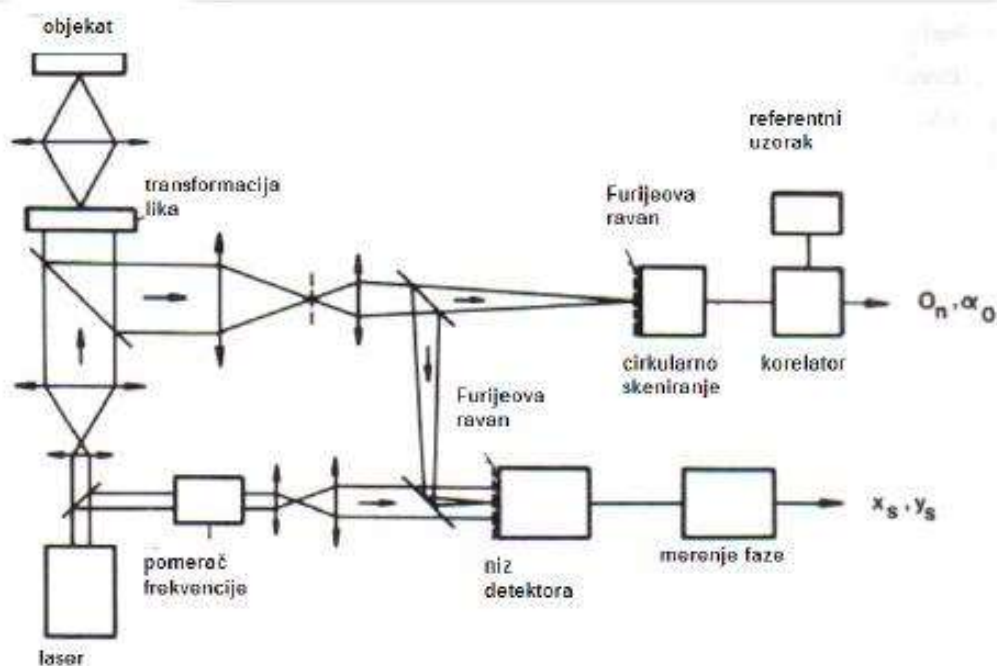 objekat
referentni
uzorak
transformacija
lika
Furijeova
ravan
O_n, α_0
cirkularno
skeniranje
korelator
Furijeova
ravan
x_s, y_s
pomerač
frekvencije
niz
detektora
merenje faze
laser